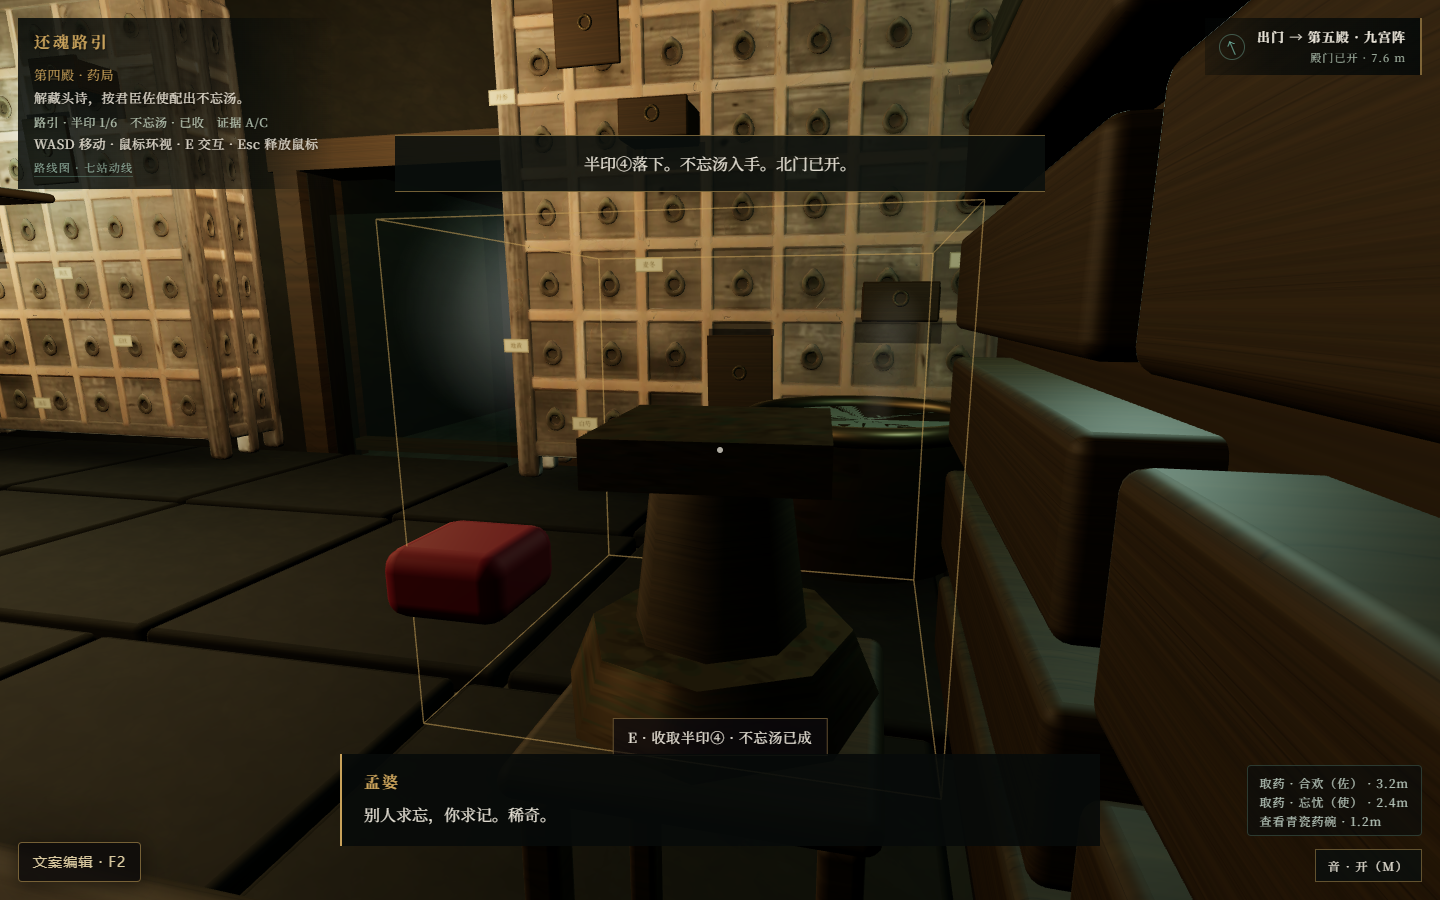 还魂路引
第四殿·药局
解藏头诗，按君臣佐使配出不忘汤。
路引·半印 1/6 不忘汤·已收 证据 A/C
WASD 移动·鼠标环视·E 交互·Esc 释放鼠标
路线图·七站动线
出门 → 第五殿·九宫阵
殿门已开·7.6 m
半印④落下。不忘汤入手。北门已开。
E·收取半印④·不忘汤已成
孟婆
别人求忘，你求记。稀奇。
取药·合欢（佐）·3.2m
取药·忘忧（使）·2.4m
查看青瓷药碗·1.2m
文案编辑·F2
音·开（M）